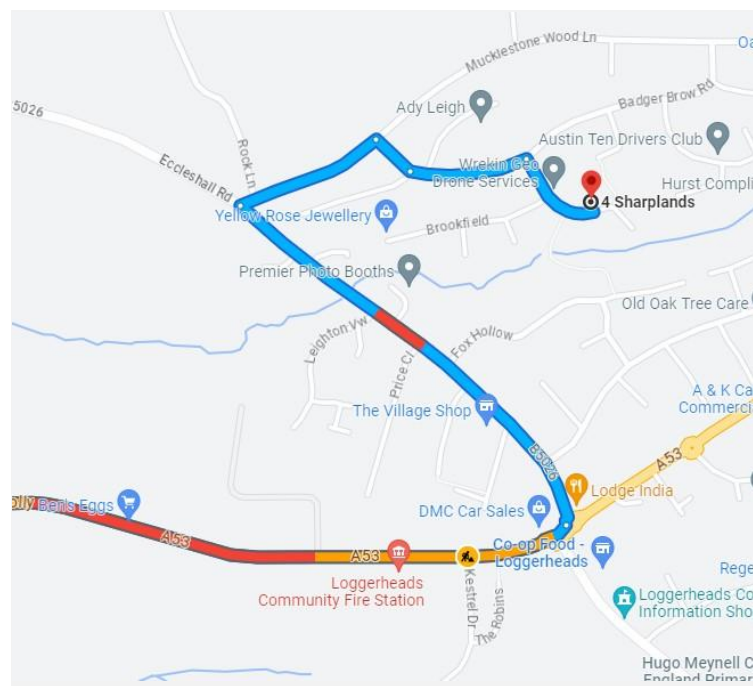 Mucklestone Wood Ln
Oa
5026
Ady Leigh
Badger Brow Rd
Rock Ln
Eccleshall Rd
Austin Ten Drivers Club
Wrekin Geo
Drone Services
Hurst Compli
4 Sharplands
Yellow Rose Jewellery
Brookfield
Premier Photo Booths
Old Oak Tree Care
Leighton Vw
Fox Hollow
Price Cl
The Village Shop
A & K Ca
Commercia
B5026
A53
Lodge India
olly
Ben's Eggs
A53
DMC Car Sales
A53
Co-op Food -
Loggerheads
Loggerheads
Community Fire Station
Kestrel Dr
The Robins
Rege
Loggerheads Co
Information Sho
Hugo Meynell C
England Primar